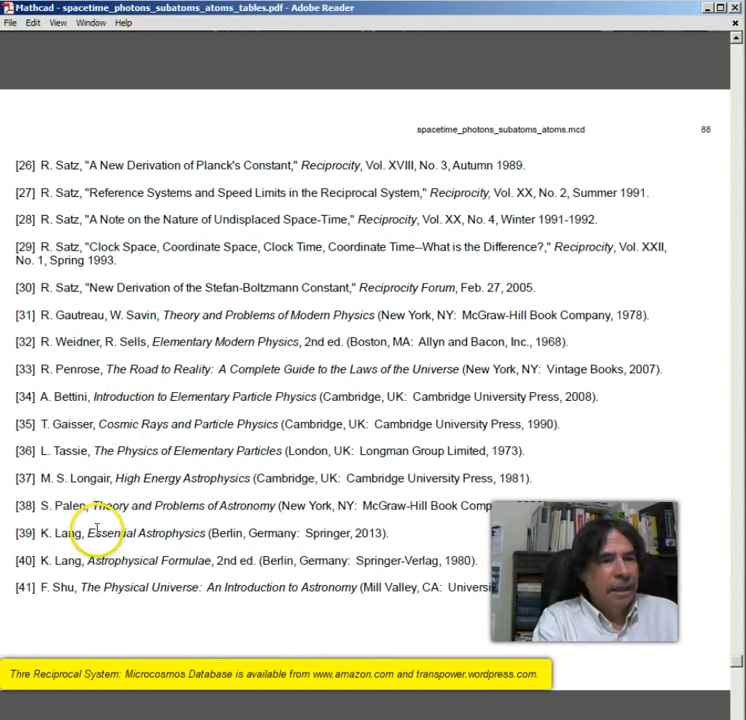 Mathcad - spacetime_photons_subatoms_atoms_tables.pdf - Adobe Reader
File Edit View Window Help
spacetime_photons_subatoms_atoms.mcd 88
[26] R. Satz, "A New Derivation of Planck's Constant," Reciprocity, Vol. XVIII, No. 3, Autumn 1989.
[27] R. Satz, "Reference Systems and Speed Limits in the Reciprocal System," Reciprocity, Vol. XX, No. 2, Summer 1991.
[28] R. Satz, "A Note on the Nature of Undisplaced Space-Time," Reciprocity, Vol. XX, No. 4, Winter 1991-1992.
[29] R. Satz, "Clock Space, Coordinate Space, Clock Time, Coordinate Time--What is the Difference?," Reciprocity, Vol. XXII,
No. 1, Spring 1993.
[30] R. Satz, "New Derivation of the Stefan-Boltzmann Constant," Reciprocity Forum, Feb. 27, 2005.
[31] R. Gautreau, W. Savin, Theory and Problems of Modern Physics (New York, NY: McGraw-Hill Book Company, 1978).
[32] R. Weidner, R. Sells, Elementary Modern Physics, 2nd ed. (Boston, MA: Allyn and Bacon, Inc., 1968).
[33] R. Penrose, The Road to Reality: A Complete Guide to the Laws of the Universe (New York, NY: Vintage Books, 2007).
[34] A. Bettini, Introduction to Elementary Particle Physics (Cambridge, UK: Cambridge University Press, 2008).
[35] T. Gaisser, Cosmic Rays and Particle Physics (Cambridge, UK: Cambridge University Press, 1990).
[36] L. Tassie, The Physics of Elementary Particles (London, UK: Longman Group Limited, 1973).
[37] M. S. Longair, High Energy Astrophysics (Cambridge, UK: Cambridge University Press, 1981).
[38] S. Palen, Theory and Problems of Astronomy (New York, NY: McGraw-Hill Book Comp
[39] K. Lang, Essential Astrophysics (Berlin, Germany: Springer, 2013).
[40] K. Lang, Astrophysical Formulae, 2nd ed. (Berlin, Germany: Springer-Verlag, 1980).
[41] F. Shu, The Physical Universe: An Introduction to Astronomy (Mill Valley, CA: Universi
Thre Reciprocal System: Microcosmos Database is available from www.amazon.com and transpower.wordpress.com.